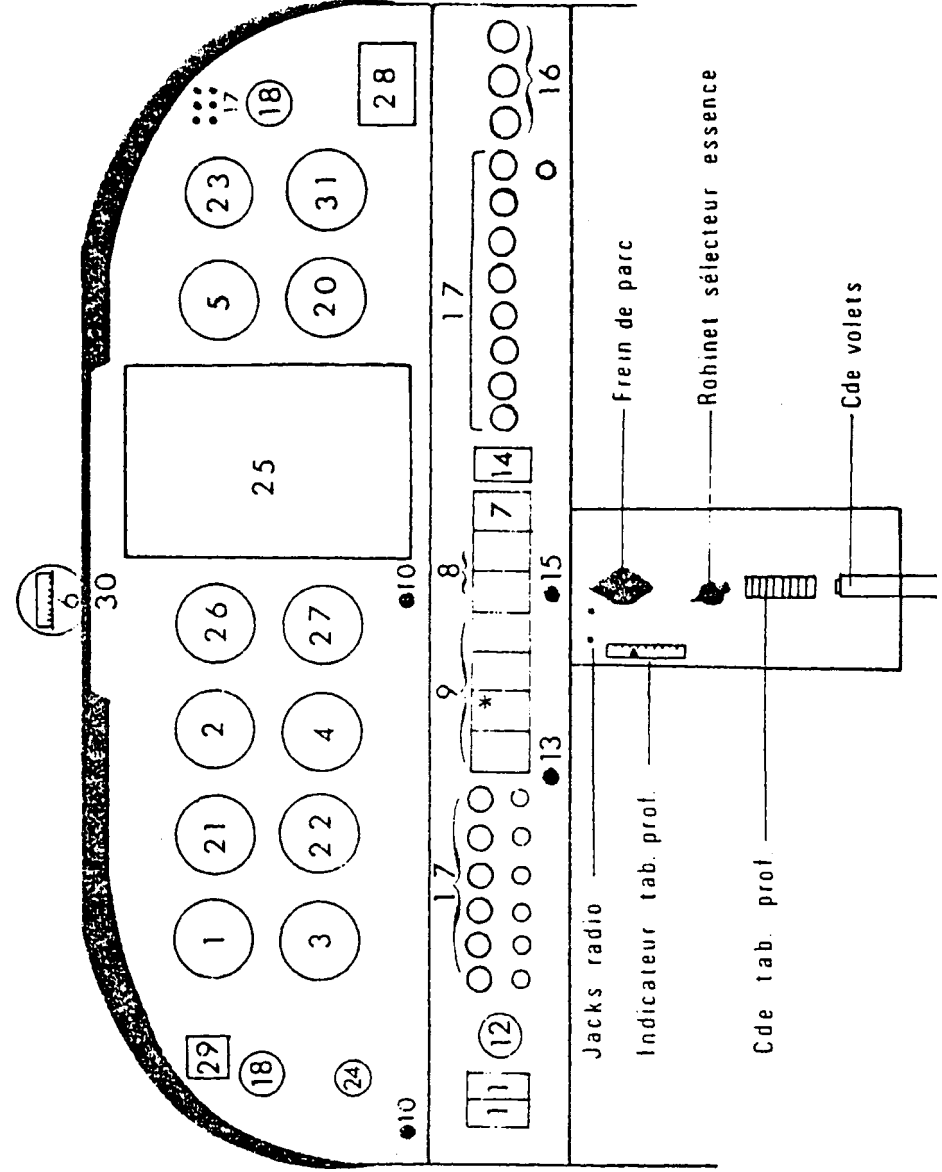 6
30
29 1 21 2 26 5 23 17
18 25 18
3 22 4 27 20 31
24 28
10 10
17 9 8 17
11 12 * 7 14 16
13 15
Jacks radio
Frein de parc
Indicateur tab. prof.
Robinet sélecteur essence
Cde tab. prof
Cde volets